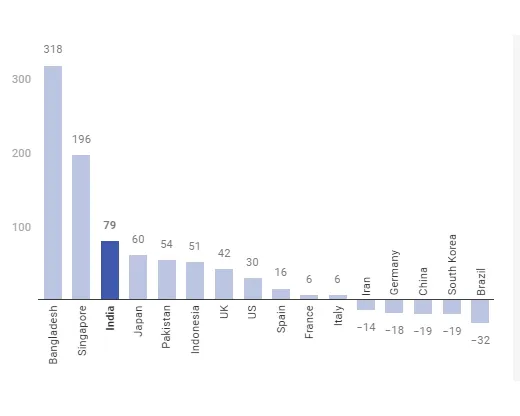 318
300
196
200
79
100
60
54
51
42
30
16
6
6
Iran
Germany
China
South Korea
Brazil
Bangladesh
Singapore
India
Japan
Pakistan
Indonesia
UK
US
Spain
France
Italy
−14
−18
−19
−19
−32